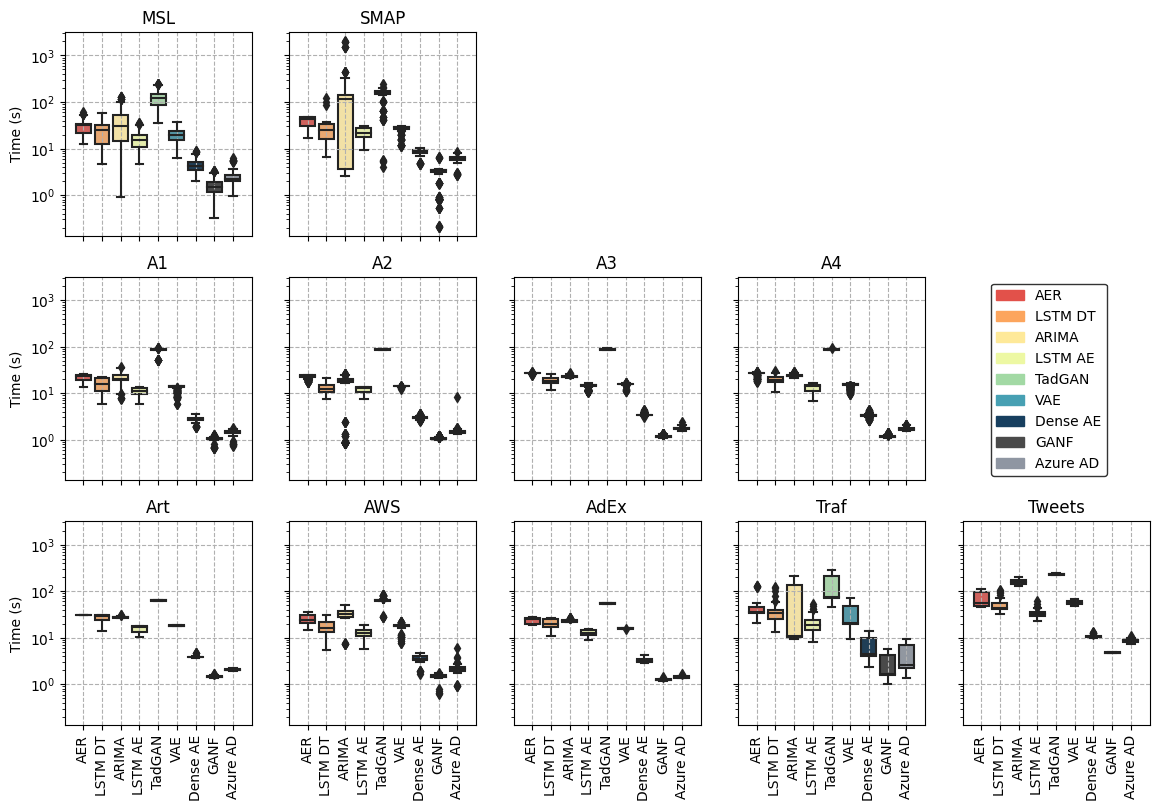 MSL
SMAP
Time (s)
10³
10²
10¹
10⁰
A1
A2
A3
A4
Time (s)
10³
10²
10¹
10⁰
AER
LSTM DT
ARIMA
LSTM AE
TadGAN
VAE
Dense AE
GANF
Azure AD
Art
AWS
AdEx
Traf
Tweets
Time (s)
10³
10²
10¹
10⁰
AER
LSTM DT
ARIMA
LSTM AE
TadGAN
VAE
Dense AE
GANF
Azure AD
AER
LSTM DT
ARIMA
LSTM AE
TadGAN
VAE
Dense AE
GANF
Azure AD
AER
LSTM DT
ARIMA
LSTM AE
TadGAN
VAE
Dense AE
GANF
Azure AD
AER
LSTM DT
ARIMA
LSTM AE
TadGAN
VAE
Dense AE
GANF
Azure AD
AER
LSTM DT
ARIMA
LSTM AE
TadGAN
VAE
Dense AE
GANF
Azure AD